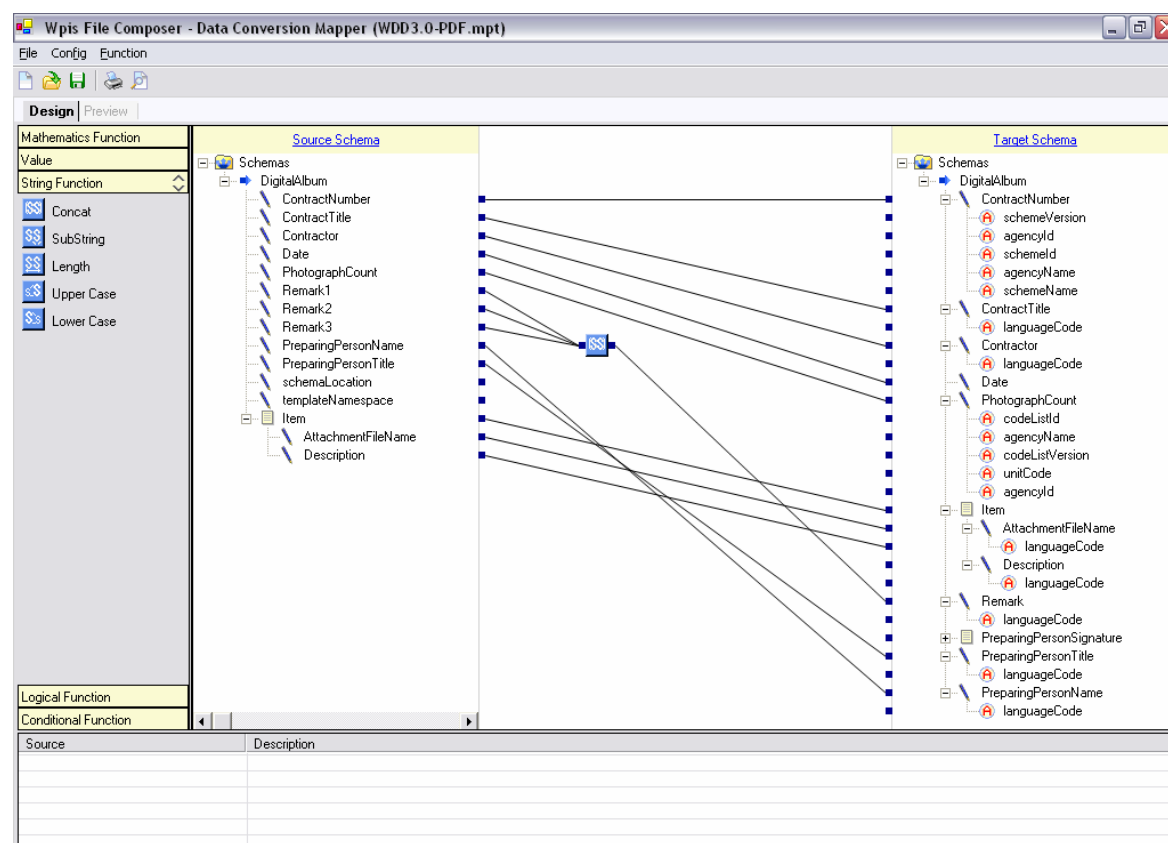 Wpis File Composer - Data Conversion Mapper (WDD3.0-PDF.mpt)
File Config Function
Design Preview
Mathematics Function
Value
String Function
Concat
SubString
Length
Upper Case
Lower Case
Logical Function
Conditional Function
Source Schema
Schemas
DigitalAlbum
ContractNumber
ContractTitle
Contractor
Date
PhotographCount
Remark1
Remark2
Remark3
PreparingPersonName
PreparingPersonTitle
schemaLocation
templateNamespace
Item
AttachmentFileName
Description
Target Schema
Schemas
DigitalAlbum
ContractNumber
schemeVersion
agencyId
schemeId
agencyName
schemeName
ContractTitle
languageCode
Contractor
languageCode
Date
PhotographCount
codeListId
agencyName
codeListVersion
unitCode
agencyId
Item
AttachmentFileName
languageCode
Description
languageCode
Remark
languageCode
PreparingPersonSignature
PreparingPersonTitle
languageCode
PreparingPersonName
languageCode
Source Description